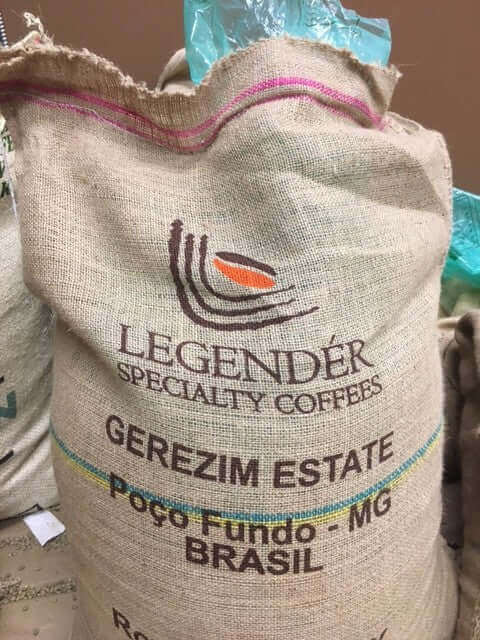 LEGENDÉR
SPECIALTY COFFEES
GEREZIM ESTATE
Poço Fundo - MG
BRASIL